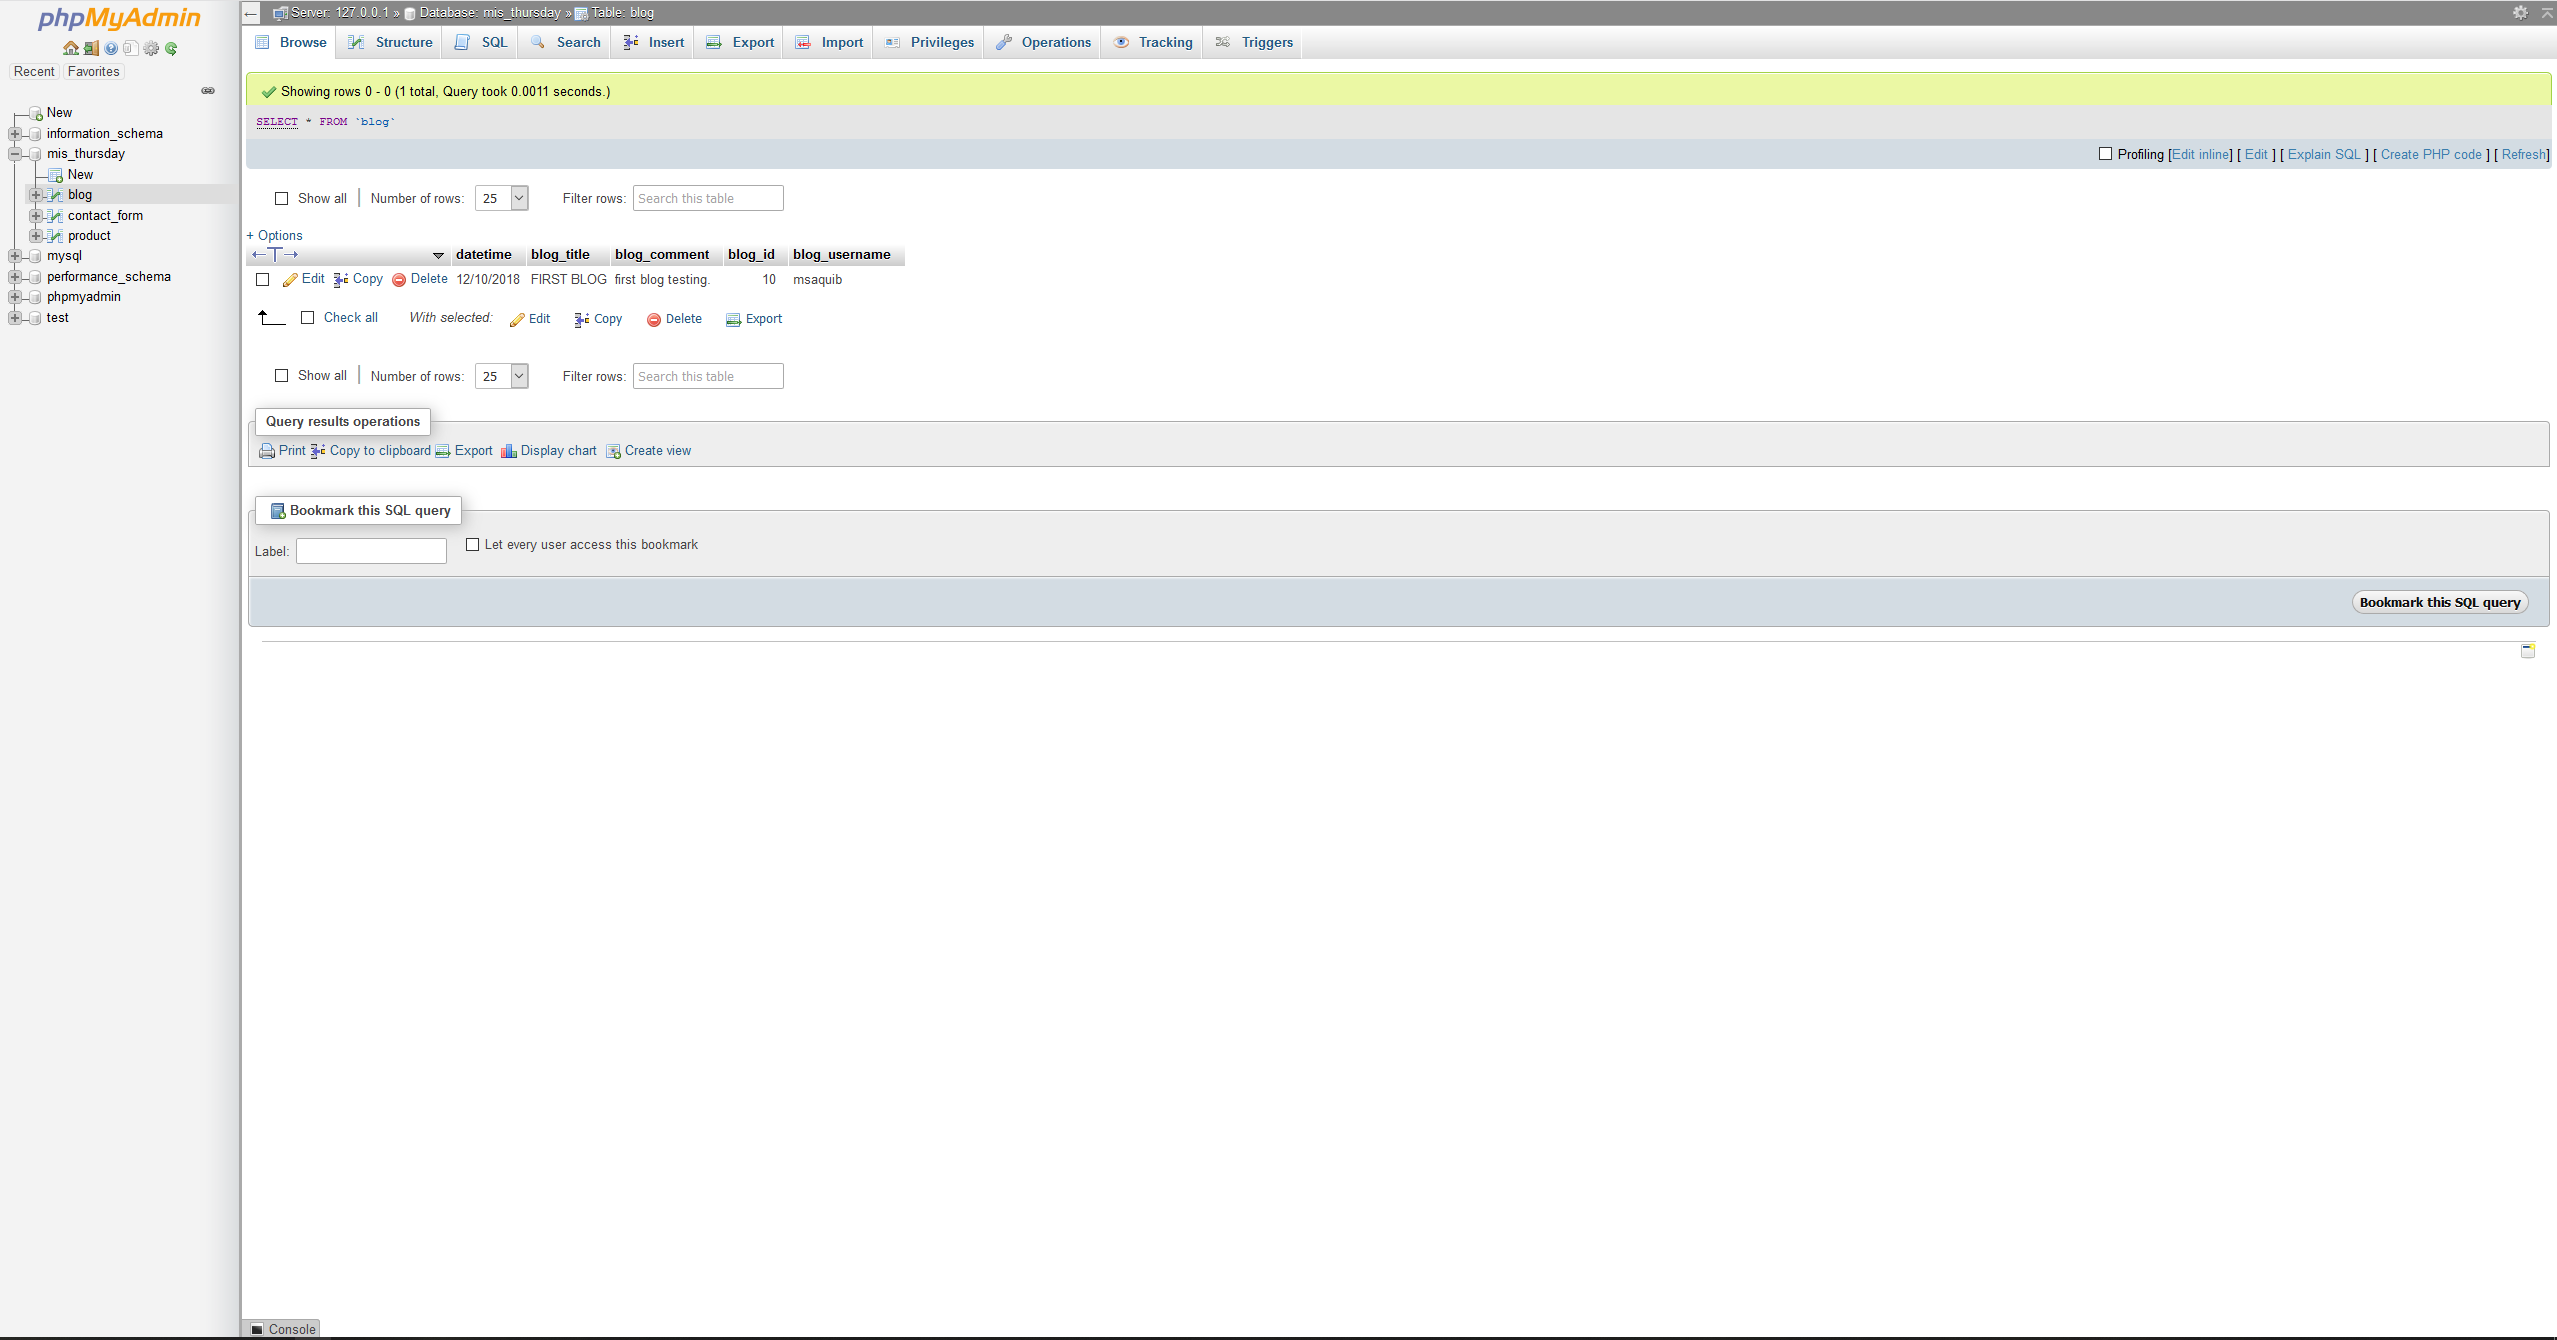 phpMyAdmin
Recent Favorites
New
information_schema
mis_thursday
New
blog
contact_form
product
mysql
performance_schema
phpmyadmin
test
Server: 127.0.0.1 » Database: mis_thursday » Table: blog
Browse Structure SQL Search Insert Export Import Privileges Operations Tracking Triggers
Showing rows 0 - 0 (1 total, Query took 0.0011 seconds.)
SELECT * FROM `blog`
Profiling [Edit inline] [ Edit ] [ Explain SQL ] [ Create PHP code ] [ Refresh]
Show all | Number of rows: 25 Filter rows: Search this table
+ Options
←T→ datetime blog_title blog_comment blog_id blog_username
Edit Copy Delete 12/10/2018 FIRST BLOG first blog testing. 10 msaquib
Check all With selected: Edit Copy Delete Export
Show all | Number of rows: 25 Filter rows: Search this table
Query results operations
Print Copy to clipboard Export Display chart Create view
Bookmark this SQL query
Label: Let every user access this bookmark
Bookmark this SQL query
Console